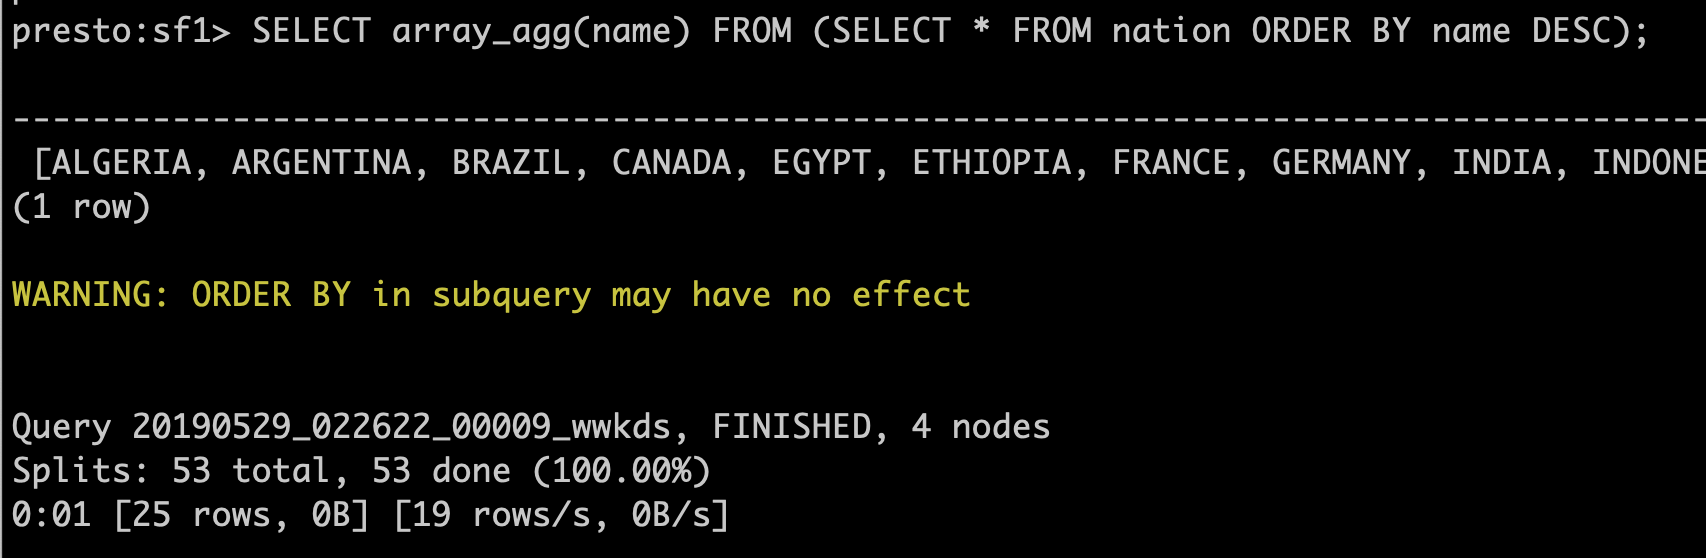 presto:sf1> SELECT array_agg(name) FROM (SELECT * FROM nation ORDER BY name DESC);
-------------------------------------------------------------------------------------
[ALGERIA, ARGENTINA, BRAZIL, CANADA, EGYPT, ETHIOPIA, FRANCE, GERMANY, INDIA, INDONE
(1 row)
WARNING: ORDER BY in subquery may have no effect
Query 20190529_022622_00009_wwkds, FINISHED, 4 nodes
Splits: 53 total, 53 done (100.00%)
0:01 [25 rows, 0B] [19 rows/s, 0B/s]